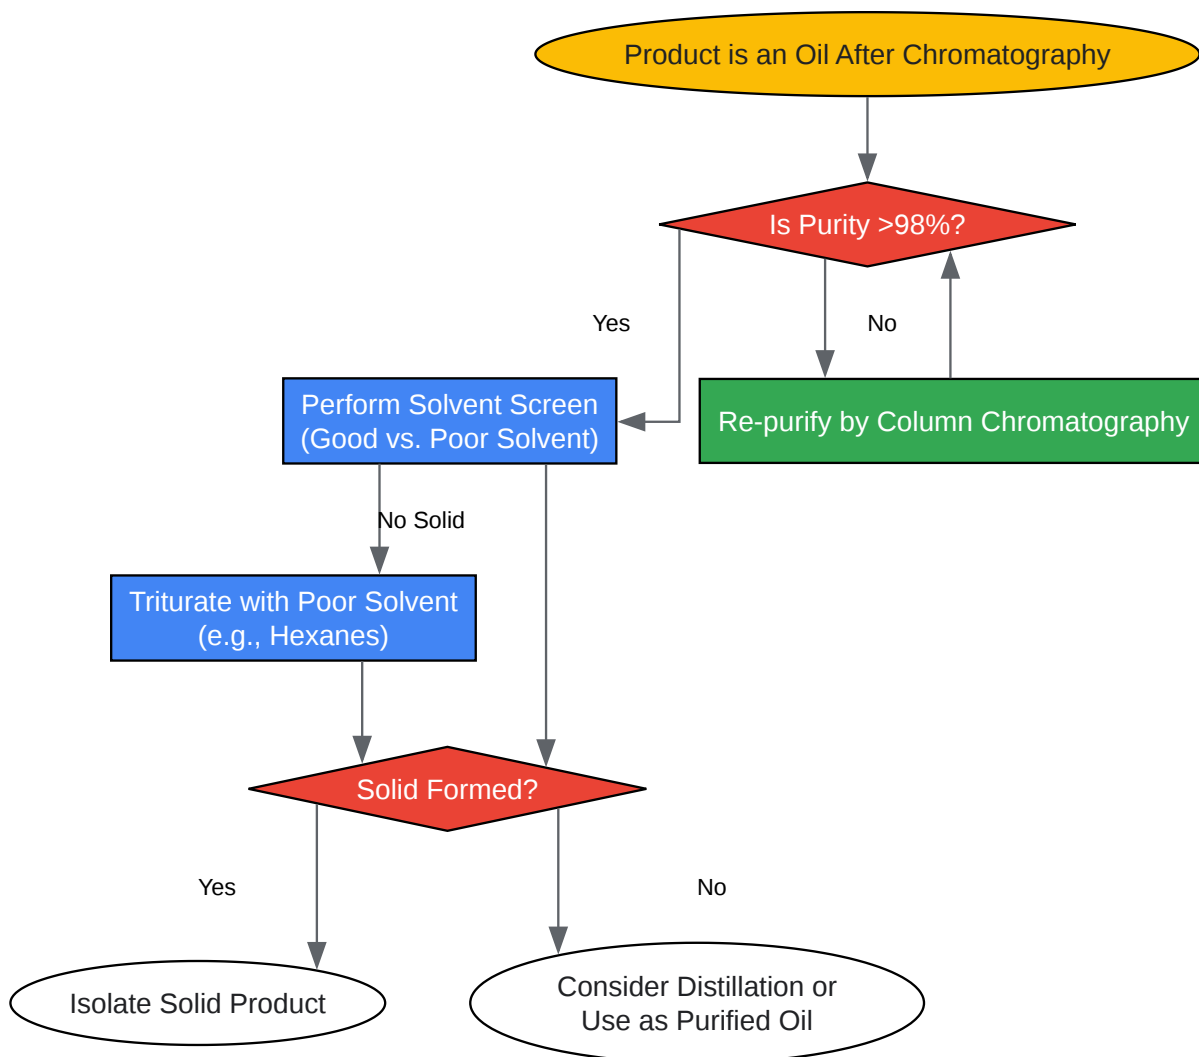 Product is an Oil After Chromatography
Is Purity >98%?
Yes
No
Perform Solvent Screen
(Good vs. Poor Solvent)
Re-purify by Column Chromatography
No Solid
Triturate with Poor Solvent
(e.g., Hexanes)
Solid Formed?
Yes
No
Isolate Solid Product
Consider Distillation or
Use as Purified Oil